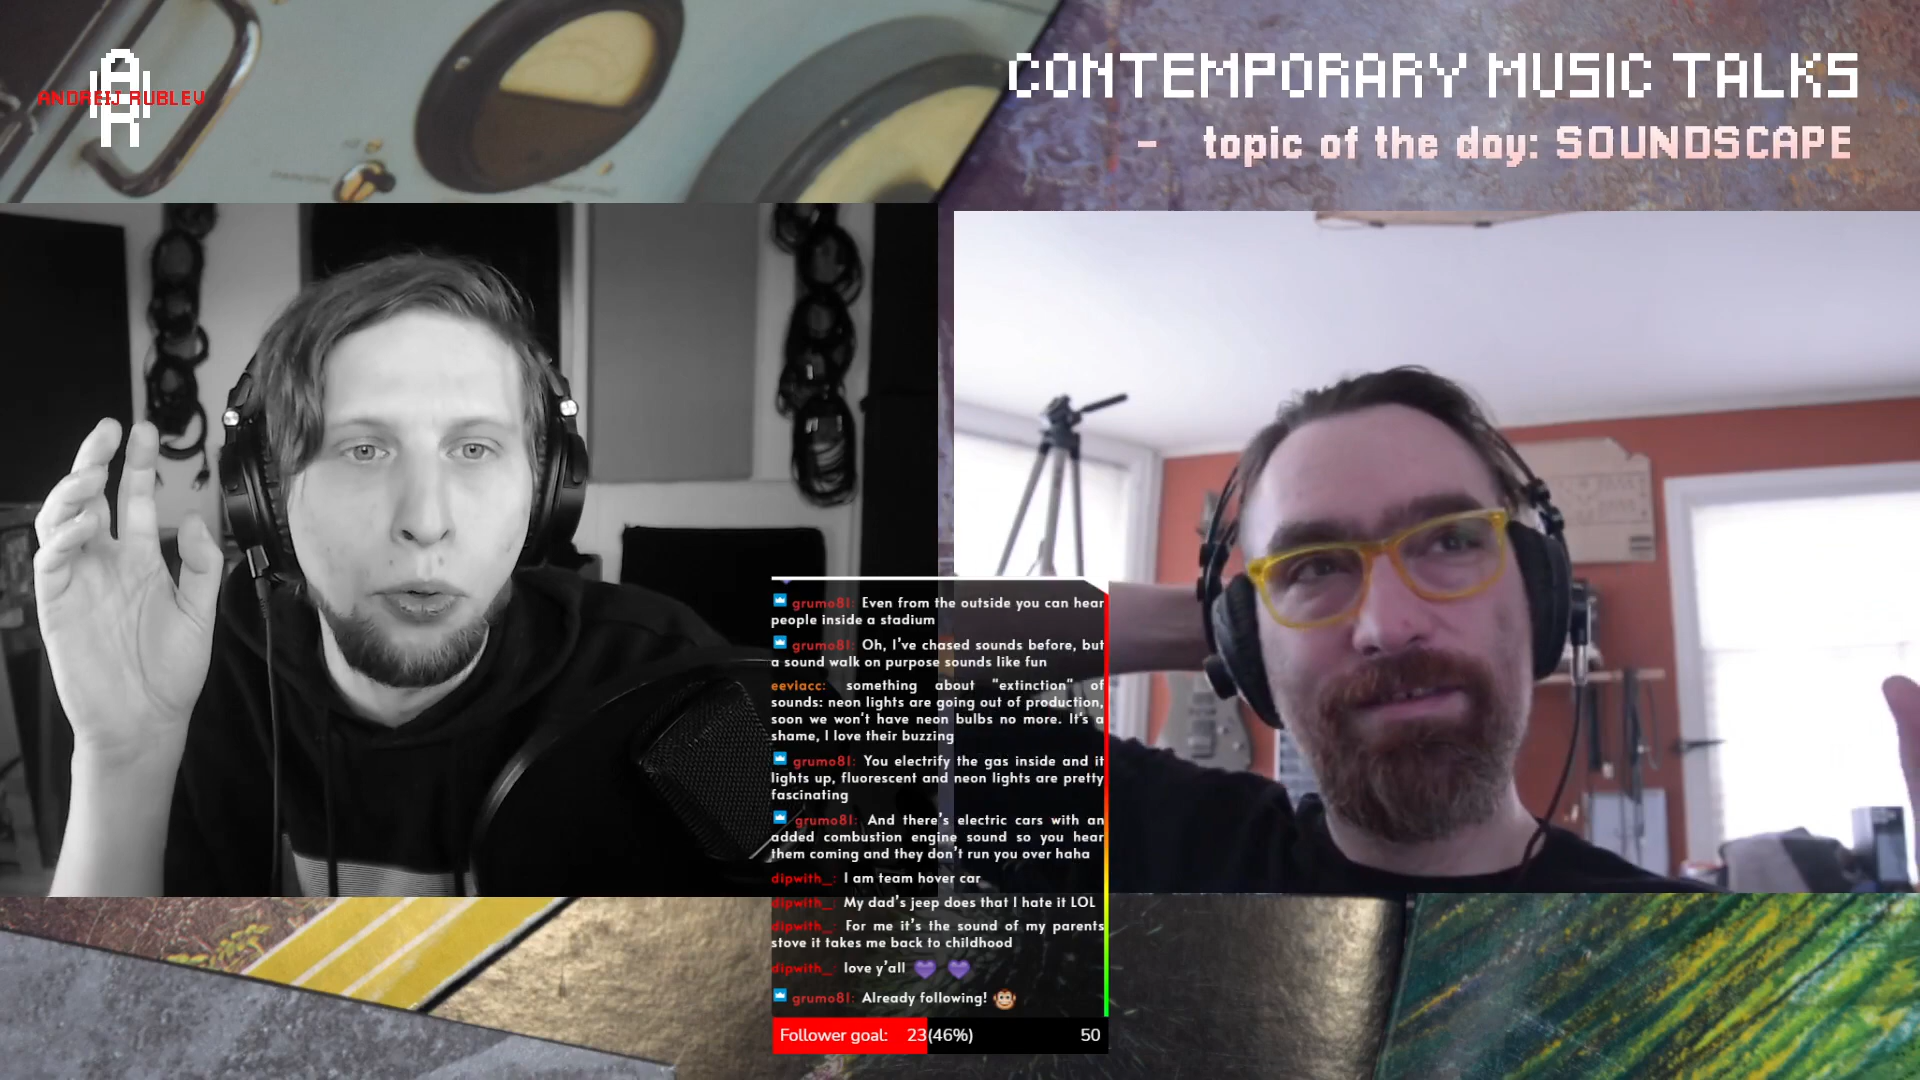 ANDREIJ RUBLEV
CONTEMPORARY MUSIC TALKS
- topic of the day: SOUNDSCAPE
grumo81: Even from the outside you can hear
people inside a stadium
grumo81: Oh, I've chased sounds before, but
a sound walk on purpose sounds like fun
eeviacc: something about "extinction" of
sounds: neon lights are going out of production,
soon we won't have neon bulbs no more. It's a
shame, I love their buzzing
grumo81: You electrify the gas inside and it
lights up, fluorescent and neon lights are pretty
fascinating
grumo81: And there's electric cars with an
added combustion engine sound so you hear
them coming and they don't run you over haha
dipwith_: I am team hover car
dipwith_: My dad's jeep does that I hate it LOL
dipwith_: For me it's the sound of my parents
stove it takes me back to childhood
dipwith_: love y'all
grumo81: Already following!
Follower goal: 23(46%) 50